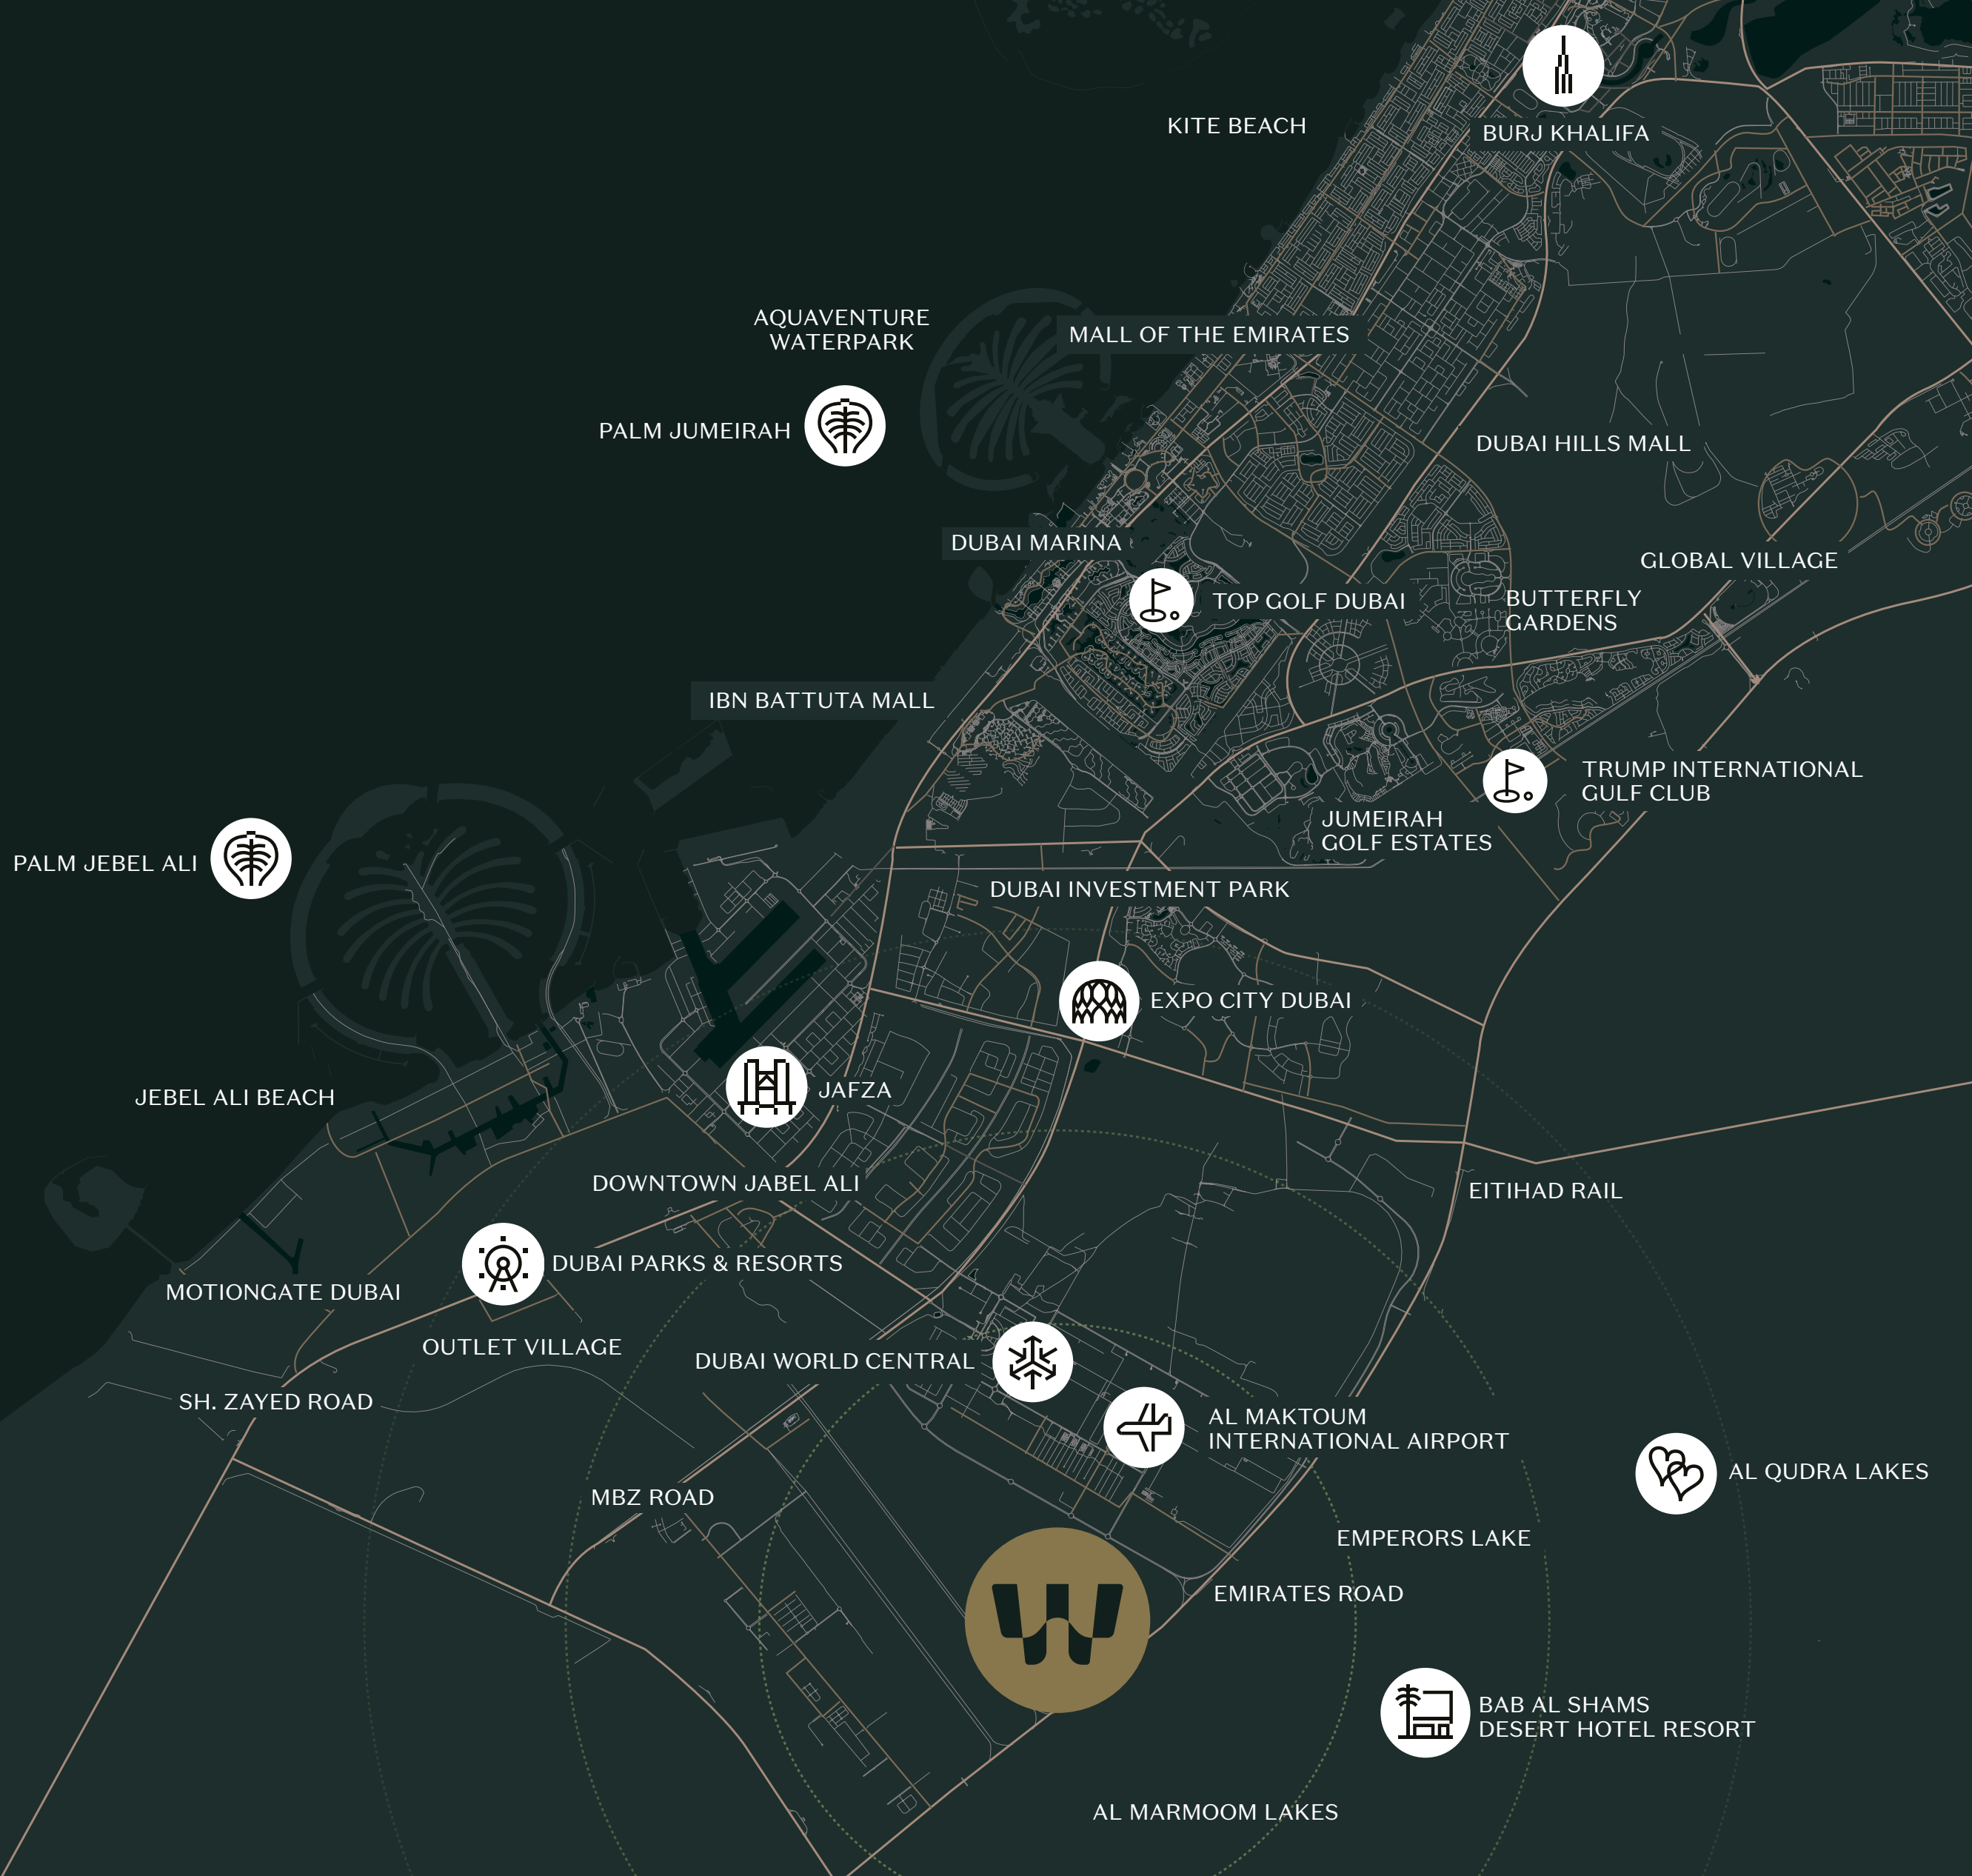 KITE BEACH
BURJ KHALIFA
AQUAVENTURE
WATERPARK
MALL OF THE EMIRATES
PALM JUMEIRAH
DUBAI HILLS MALL
DUBAI MARINA
GLOBAL VILLAGE
TOP GOLF DUBAI
BUTTERFLY
GARDENS
IBN BATTUTA MALL
TRUMP INTERNATIONAL
GULF CLUB
JUMEIRAH
GOLF ESTATES
PALM JEBEL ALI
DUBAI INVESTMENT PARK
EXPO CITY DUBAI
JAFZA
JEBEL ALI BEACH
DOWNTOWN JABEL ALI
EITIHAD RAIL
DUBAI PARKS & RESORTS
MOTIONGATE DUBAI
OUTLET VILLAGE
DUBAI WORLD CENTRAL
SH. ZAYED ROAD
AL MAKTOUM
INTERNATIONAL AIRPORT
AL QUDRA LAKES
MBZ ROAD
EMPERORS LAKE
EMIRATES ROAD
W
BAB AL SHAMS
DESERT HOTEL RESORT
AL MARMOOM LAKES